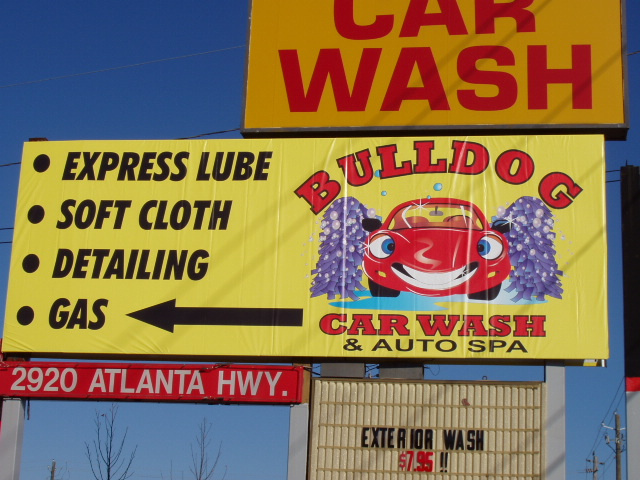 CAR
WASH
• EXPRESS LUBE
• SOFT CLOTH
• DETAILING
• GAS
BULLDOG
CAR WASH
& AUTO SPA
2920 ATLANTA HWY.
EXTERIOR WASH
$7.95 !!